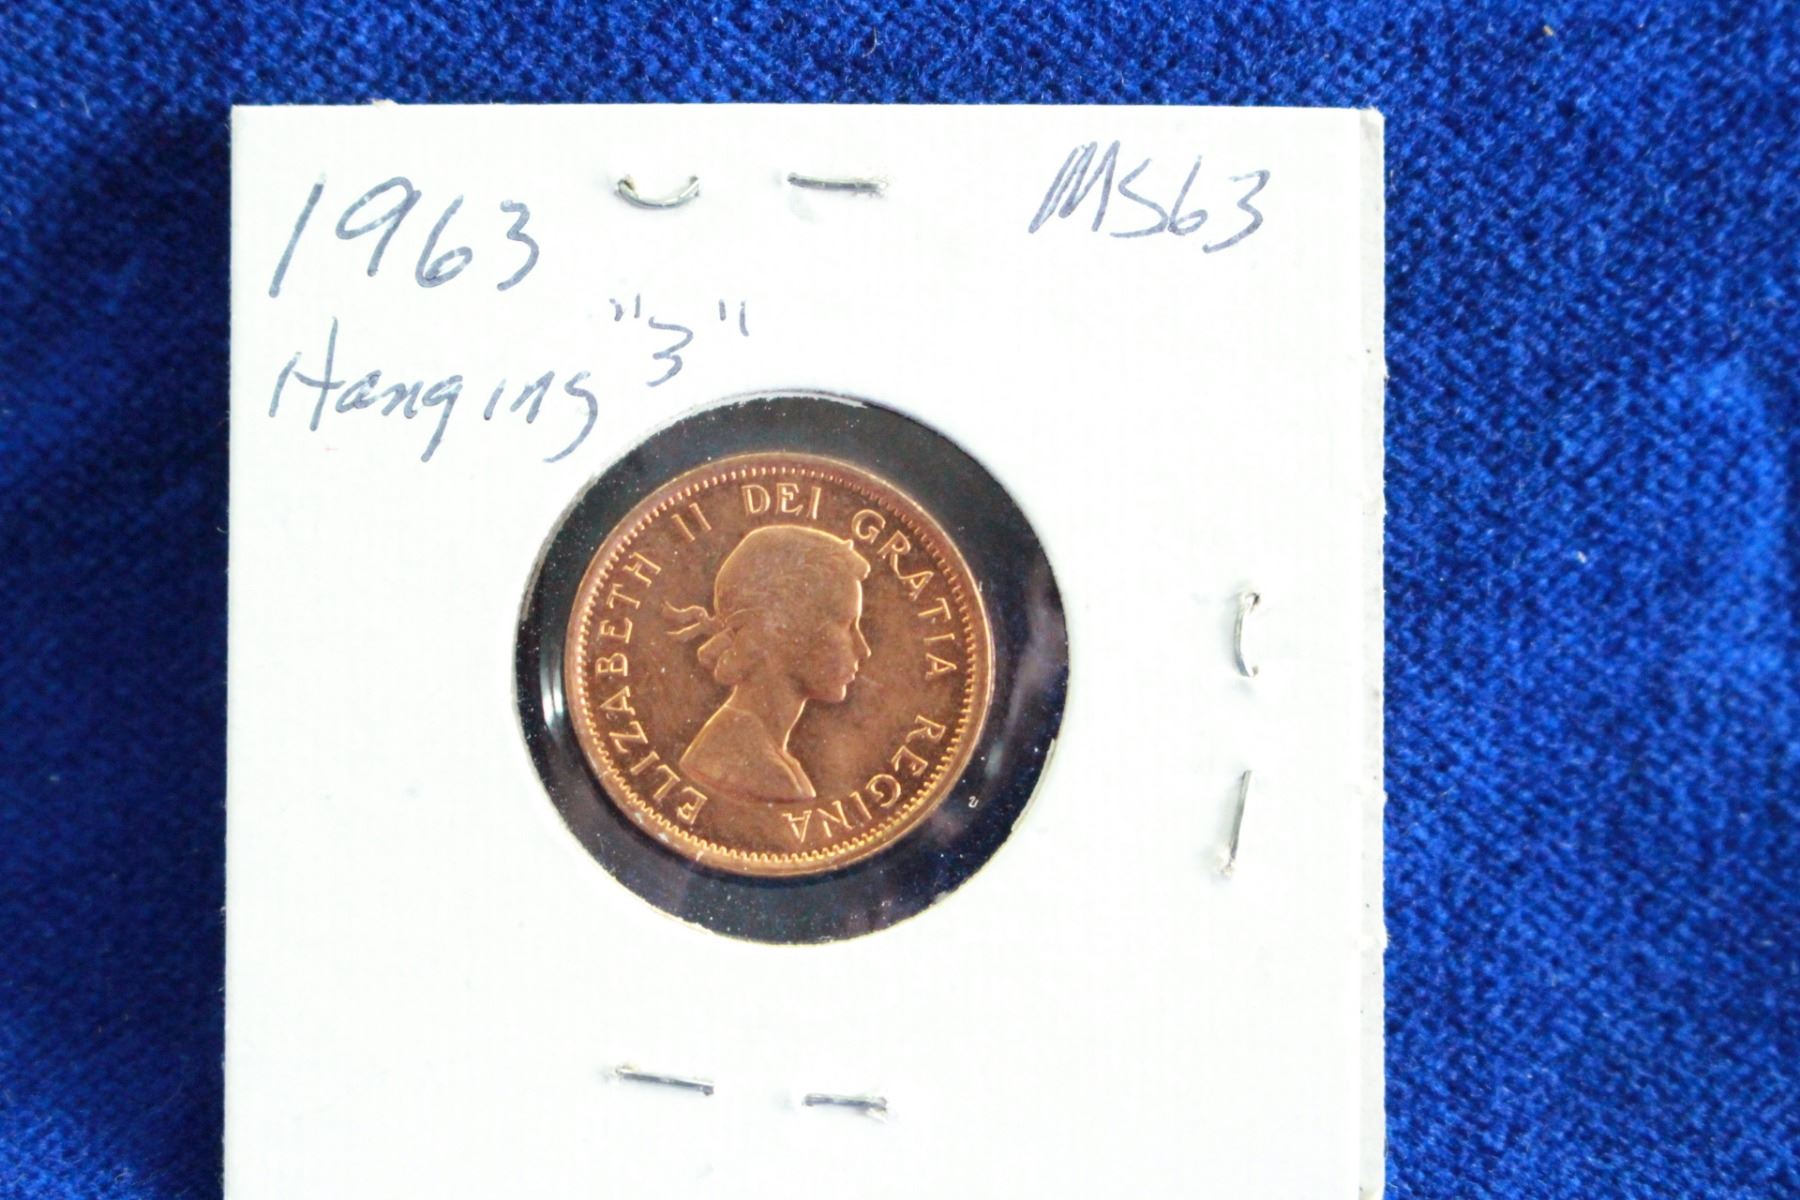 1963
MS63
Hanging "3"
ELIZABETH II DEI GRATIA REGINA